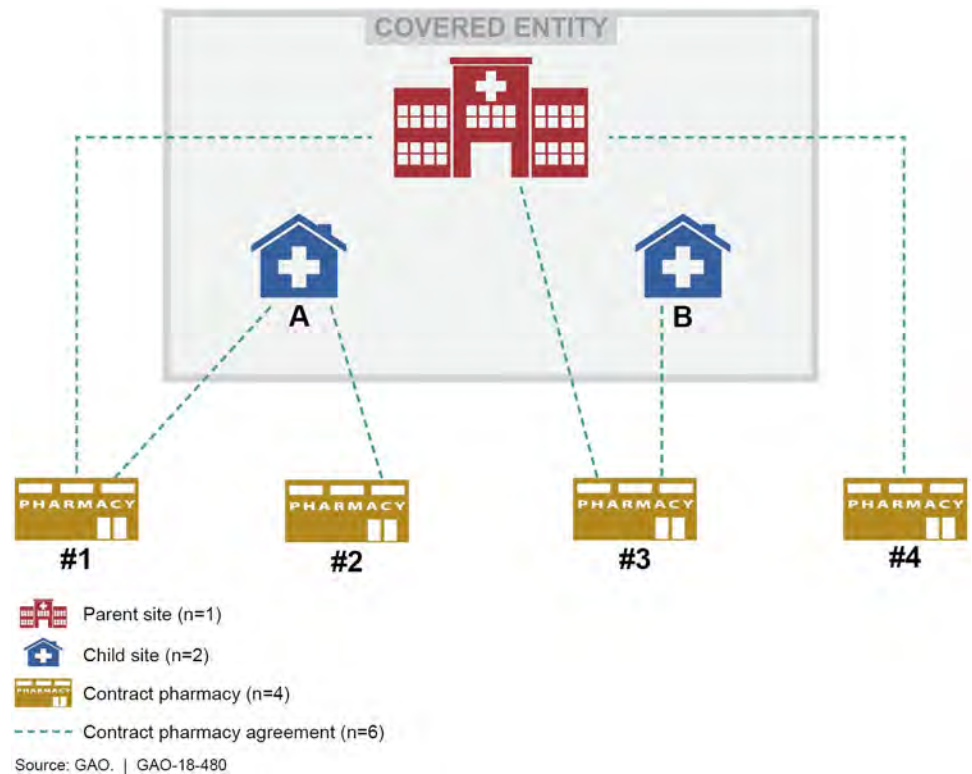 COVERED ENTITY
A
B
PHARMACY
PHARMACY
PHARMACY
PHARMACY
#1
#2
#3
#4
Parent site (n=1)
Child site (n=2)
PHARMACY
Contract pharmacy (n=4)
Contract pharmacy agreement (n=6)
Source: GAO. | GAO-18-480